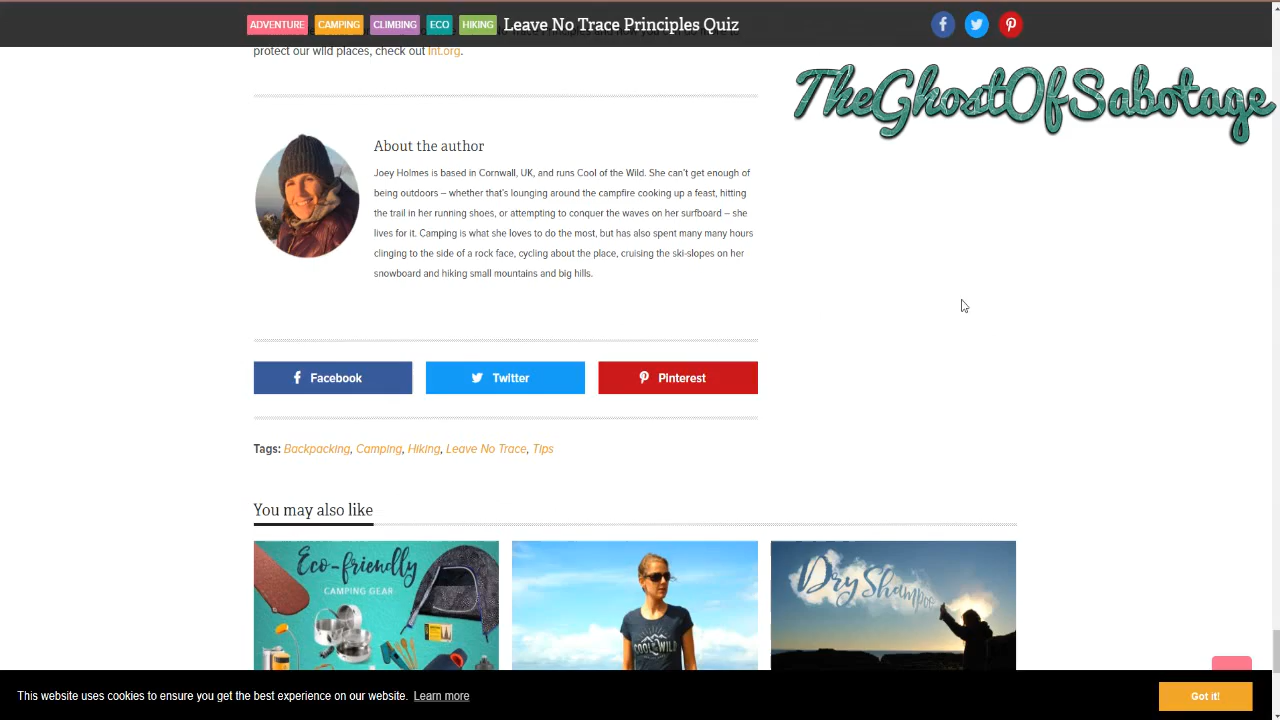 ADVENTURE CAMPING CLIMBING ECO HIKING Leave No Trace Principles Quiz
protect our wild places, check out lnt.org.
TheGhostOfSabotage
About the author
Joey Holmes is based in Cornwall, UK, and runs Cool of the Wild. She can't get enough of
being outdoors – whether that's lounging around the campfire cooking up a feast, hitting
the trail in her running shoes, or attempting to conquer the waves on her surfboard – she
lives for it. Camping is what she loves to do the most, but has also spent many many hours
clinging to the side of a rock face, cycling about the place, cruising the ski-slopes on her
snowboard and hiking small mountains and big hills.
Facebook
Twitter
Pinterest
Tags: Backpacking, Camping, Hiking, Leave No Trace, Tips
You may also like
Eco-friendly
CAMPING GEAR
COOL WILD
Dry Shampoo
This website uses cookies to ensure you get the best experience on our website. Learn more
Got it!